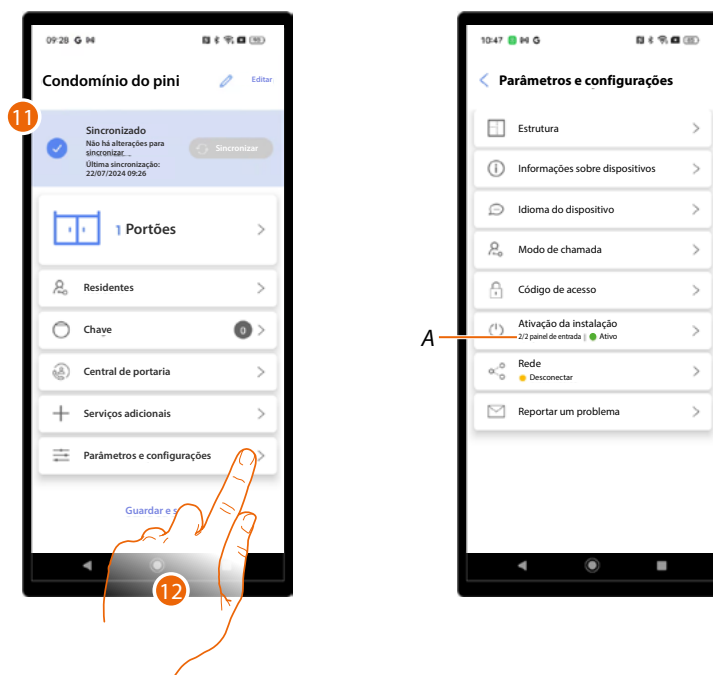 09:28 G
90
Condomínio do pini
Editar
11
Sincronizado
Não há alterações para
sincronizar
Sincronizar
Última sincronização:
22/07/2024 09:26
1 Portões
Residentes
Chave
0
Central de portaria
Serviços adicionais
Parâmetros e configurações
Guardar e s
12
10:47 G
Parâmetros e configurações
Estrutura
Informações sobre dispositivos
Idioma do dispositivo
Modo de chamada
Código de acesso
A
Ativação da instalação
2/2 painel de entrada | Ativo
Rede
Desconectar
Reportar um problema